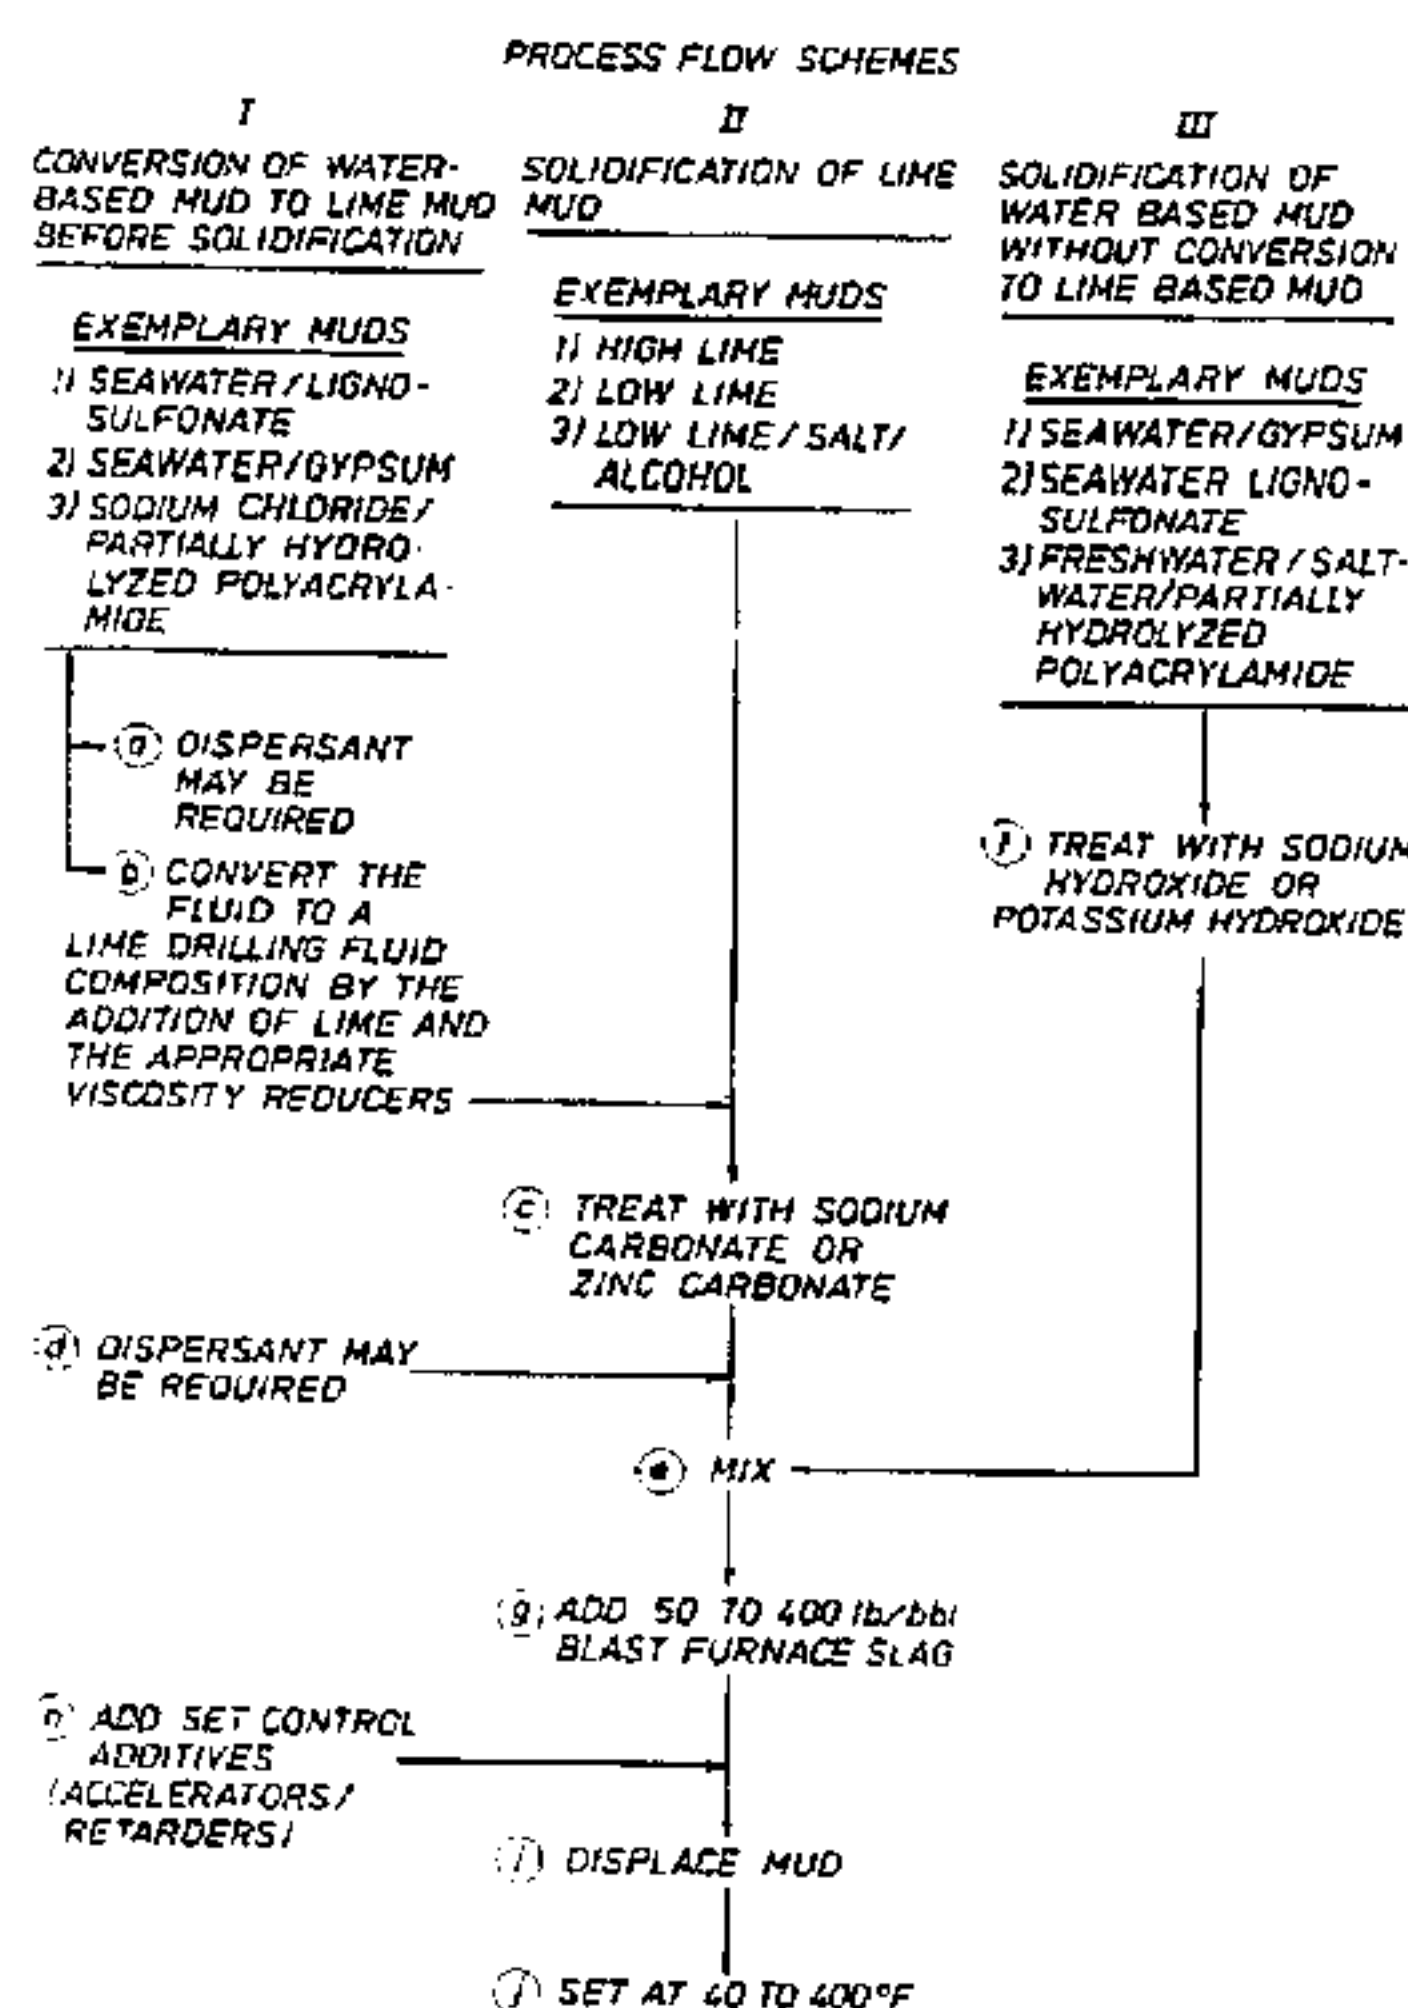 PROCESS FLOW SCHEMES
I
CONVERSION OF WATER-
BASED MUD TO LIME MUD
BEFORE SOLIDIFICATION
EXEMPLARY MUDS
1) SEAWATER/LIGNO-
SULFONATE
2) SEAWATER/GYPSUM
3) SODIUM CHLORIDE/
PARTIALLY HYDRO-
LYZED POLYACRYLA-
MIDE
a DISPERSANT
MAY BE
REQUIRED
b CONVERT THE
FLUID TO A
LIME DRILLING FLUID
COMPOSITION BY THE
ADDITION OF LIME AND
THE APPROPRIATE
VISCOSITY REDUCERS
II
SOLIDIFICATION OF LIME
MUD
EXEMPLARY MUDS
1) HIGH LIME
2) LOW LIME
3) LOW LIME/SALT/
ALCOHOL
III
SOLIDIFICATION OF
WATER BASED MUD
WITHOUT CONVERSION
TO LIME BASED MUD
EXEMPLARY MUDS
1) SEAWATER/GYPSUM
2) SEAWATER LIGNO-
SULFONATE
3) FRESHWATER/SALT-
WATER/PARTIALLY
HYDROLYZED
POLYACRYLAMIDE
f TREAT WITH SODIUM
HYDROXIDE OR
POTASSIUM HYDROXIDE
c TREAT WITH SODIUM
CARBONATE OR
ZINC CARBONATE
d DISPERSANT MAY
BE REQUIRED
e MIX
g ADD 50 TO 400 lb/bbl
BLAST FURNACE SLAG
h ADD SET CONTROL
ADDITIVES
(ACCELERATORS/
RETARDERS)
i DISPLACE MUD
j SET AT 40 TO 400°F